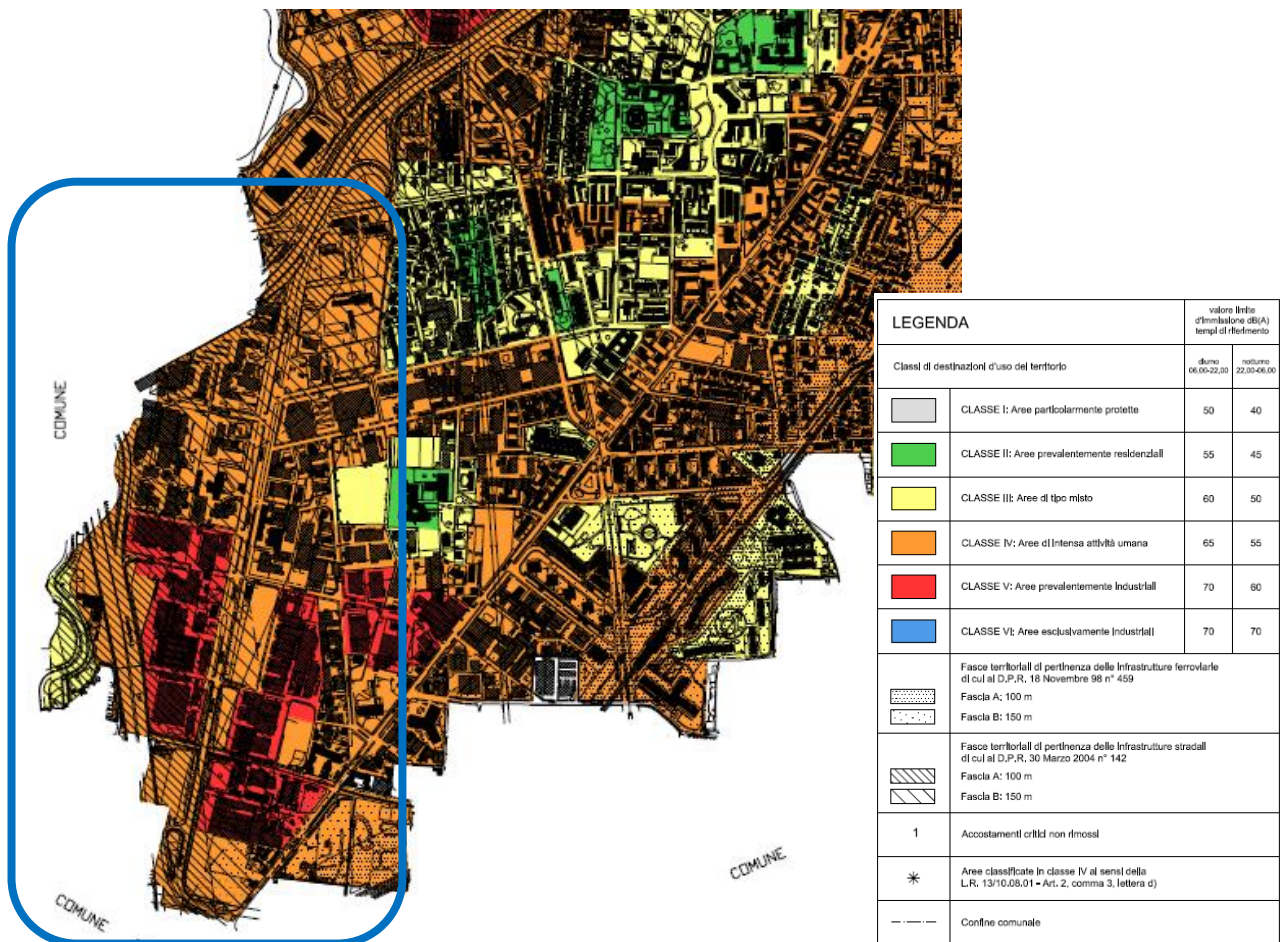 COMUNE
COMUNE
COMUNE
LEGENDA
valore limite
d'immissione dB(A)
tempi di riferimento
Classi di destinazioni d'uso del territorio
diurno
06,00-22,00
notturno
22,00-06,00
CLASSE I: Aree particolarmente protette 50 40
CLASSE II: Aree prevalentemente residenziali 55 45
CLASSE III: Aree di tipo misto 60 50
CLASSE IV: Aree di intensa attività umana 65 55
CLASSE V: Aree prevalentemente industriali 70 60
CLASSE VI: Aree esclusivamente industriali 70 70
Fasce territoriali di pertinenza delle infrastrutture ferroviarie
di cui al D.P.R. 18 Novembre 98 n° 459
Fascia A: 100 m
Fascia B: 150 m
Fasce territoriali di pertinenza delle infrastrutture stradali
di cui al D.P.R. 30 Marzo 2004 n° 142
Fascia A: 100 m
Fascia B: 150 m
1 Accostamenti critici non rimossi
* Aree classificate in classe IV ai sensi della
L.R. 13/10.08.01 - Art. 2, comma 3, lettera d)
Confine comunale